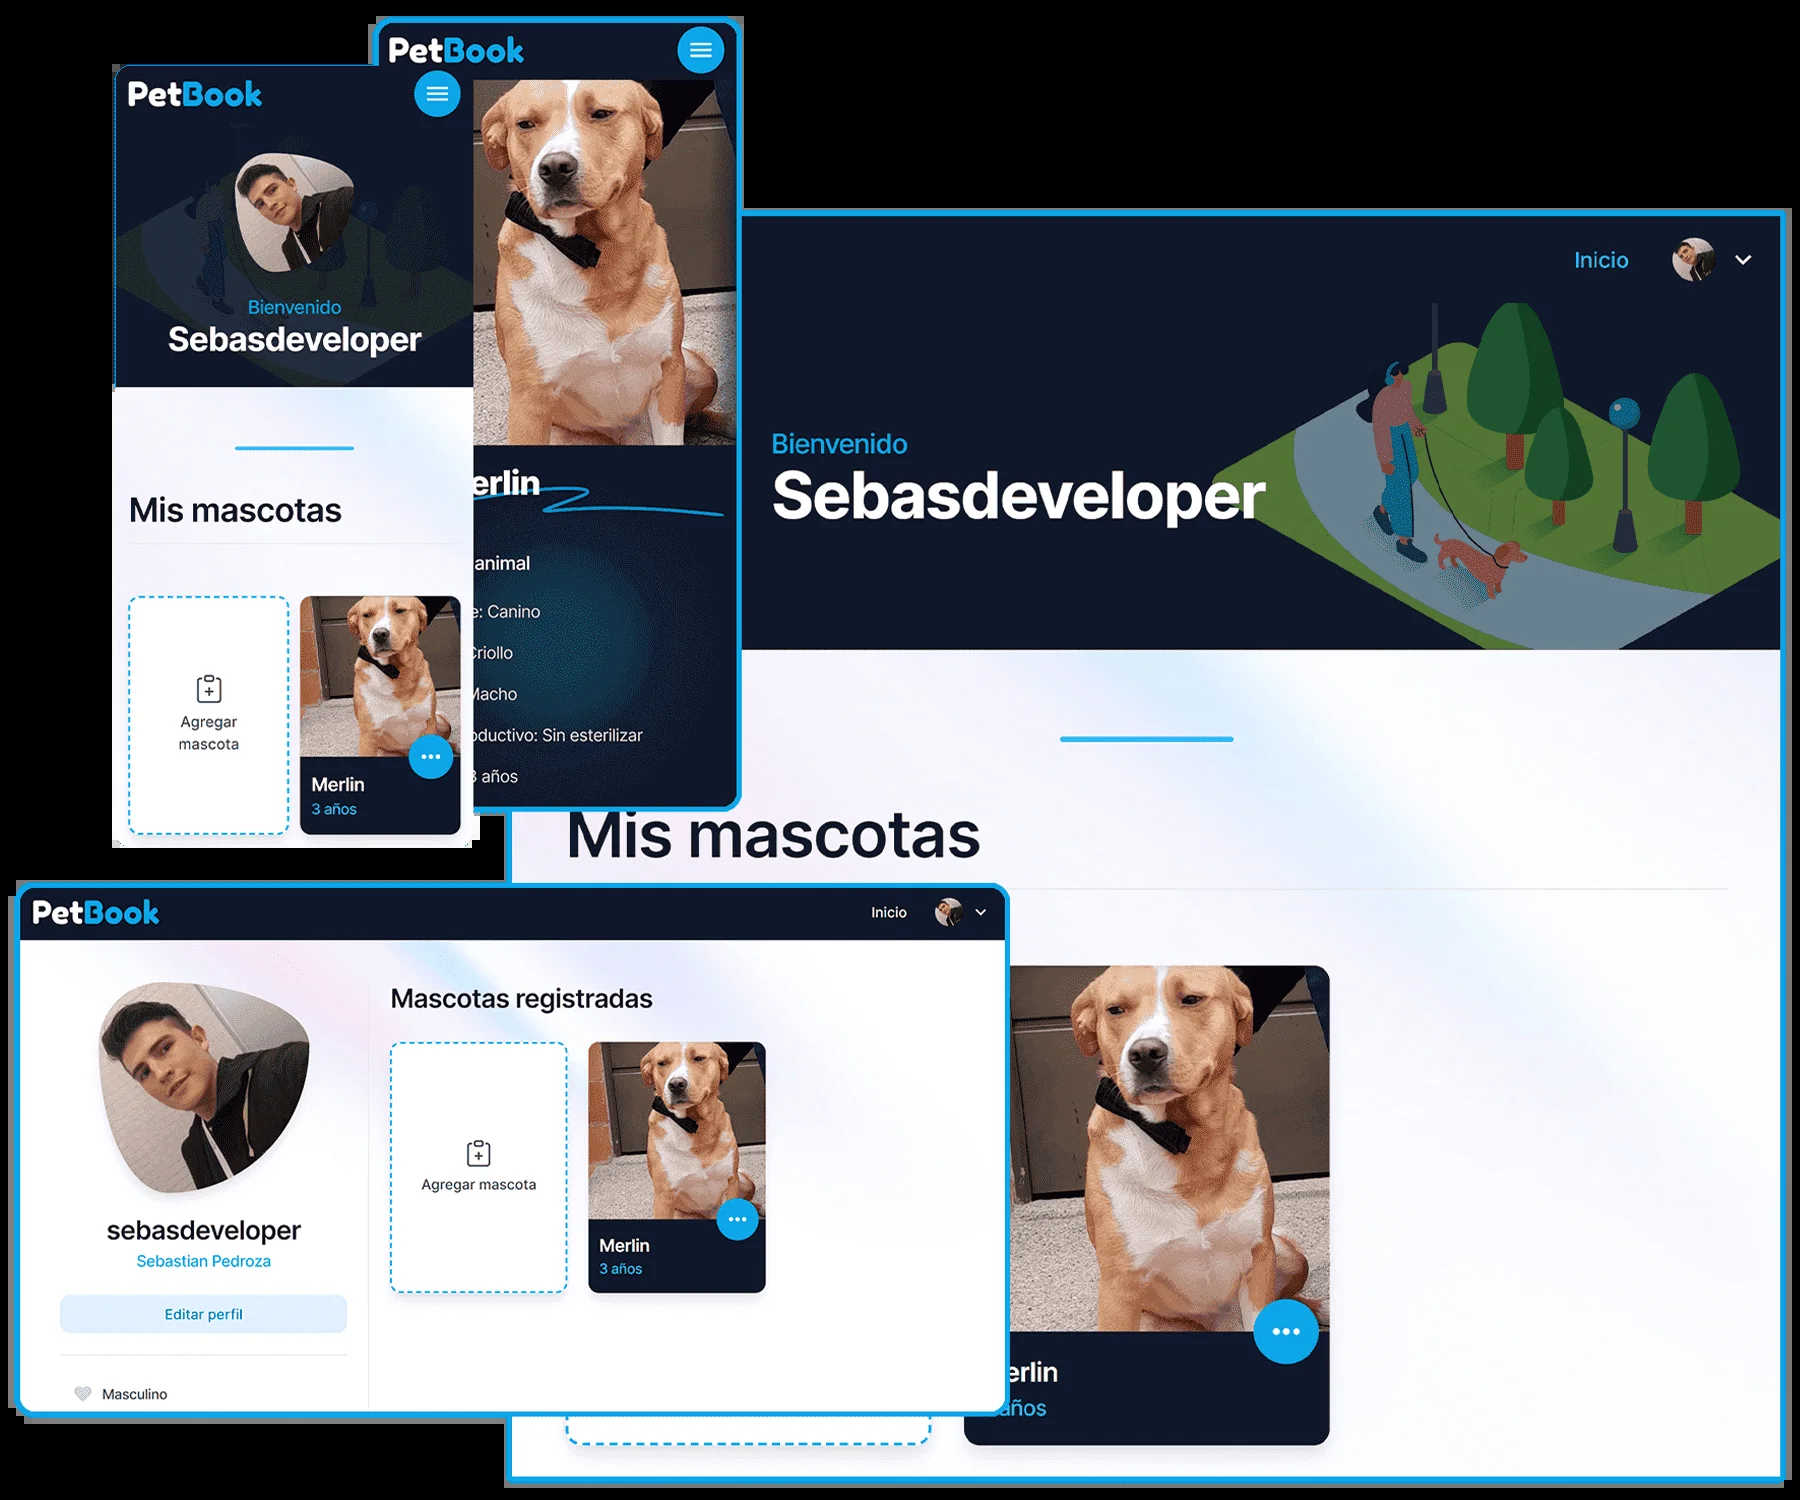 PetBook
PetBook
Bienvenido
Sebasdeveloper
Mis mascotas
Agregar
mascota
Merlin
3 años
erlin
animal
e: Canino
Criollo
Macho
oductivo: Sin esterilizar
3 años
Inicio
Bienvenido
Sebasdeveloper
Mis mascotas
erlin
años
PetBook
Inicio
sebasdeveloper
Sebastian Pedroza
Editar perfil
Masculino
Mascotas registradas
Agregar mascota
Merlin
3 años